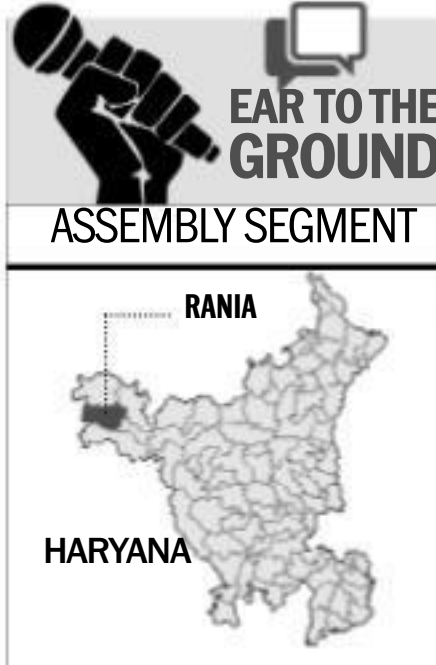 EAR TO THE
GROUND
ASSEMBLY SEGMENT
RANIA
HARYANA